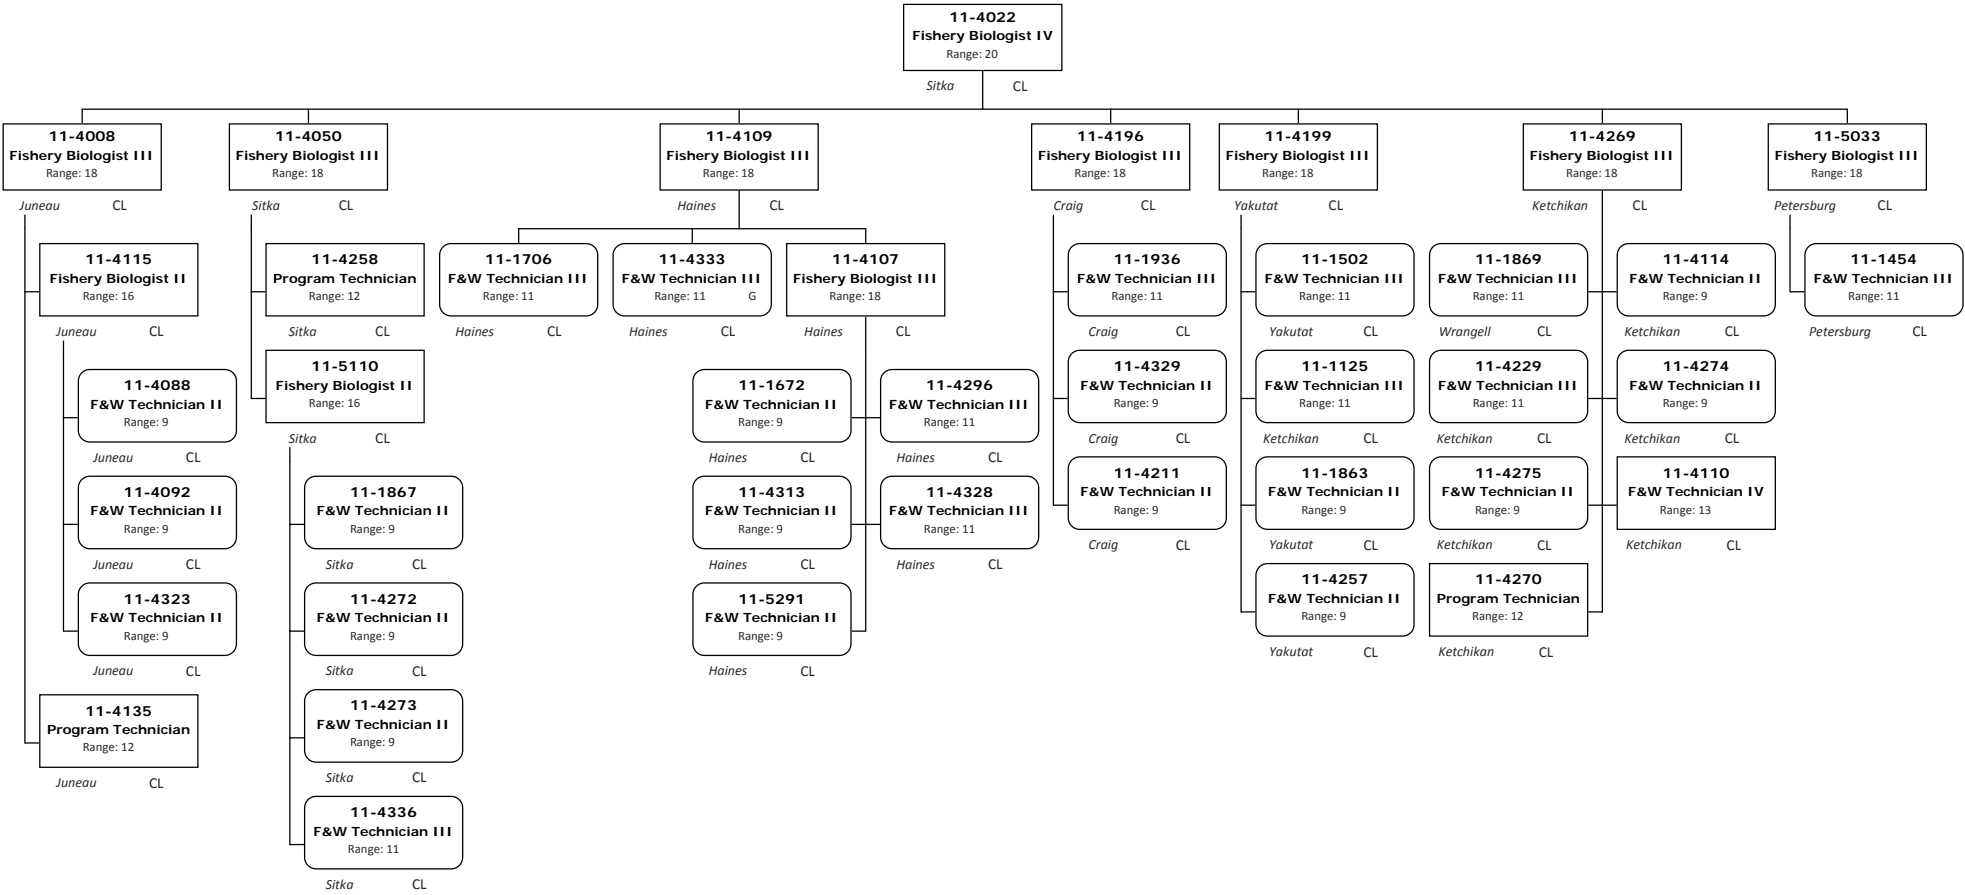 11-4022
Fishery Biologist IV
Range: 20
Sitka CL
11-4008
Fishery Biologist III
Range: 18
Juneau CL
11-4115
Fishery Biologist II
Range: 16
Juneau CL
11-4088
F&W Technician II
Range: 9
Juneau CL
11-4092
F&W Technician II
Range: 9
Juneau CL
11-4323
F&W Technician II
Range: 9
Juneau CL
11-4135
Program Technician
Range: 12
Juneau CL
11-4050
Fishery Biologist III
Range: 18
Sitka CL
11-4258
Program Technician
Range: 12
Sitka CL
11-5110
Fishery Biologist II
Range: 16
Sitka CL
11-1867
F&W Technician II
Range: 9
Sitka CL
11-4272
F&W Technician II
Range: 9
Sitka CL
11-4273
F&W Technician II
Range: 9
Sitka CL
11-4336
F&W Technician III
Range: 11
Sitka CL
11-4109
Fishery Biologist III
Range: 18
Haines CL
11-1706
F&W Technician III
Range: 11
Haines CL
11-4333
F&W Technician III
Range: 11 G
Haines CL
11-4107
Fishery Biologist III
Range: 18
Haines CL
11-1672
F&W Technician II
Range: 9
Haines CL
11-4296
F&W Technician III
Range: 11
Haines CL
11-4313
F&W Technician II
Range: 9
Haines CL
11-4328
F&W Technician III
Range: 11
Haines CL
11-5291
F&W Technician II
Range: 9
Haines CL
11-4196
Fishery Biologist III
Range: 18
Craig CL
11-1936
F&W Technician III
Range: 11
Craig CL
11-4329
F&W Technician II
Range: 9
Craig CL
11-4211
F&W Technician II
Range: 9
Craig CL
11-4199
Fishery Biologist III
Range: 18
Yakutat CL
11-1502
F&W Technician III
Range: 11
Yakutat CL
11-1125
F&W Technician III
Range: 11
Ketchikan CL
11-1863
F&W Technician II
Range: 9
Yakutat CL
11-4257
F&W Technician II
Range: 9
Yakutat CL
11-4269
Fishery Biologist III
Range: 18
Ketchikan CL
11-1869
F&W Technician III
Range: 11
Wrangell CL
11-4114
F&W Technician II
Range: 9
Ketchikan CL
11-4229
F&W Technician III
Range: 11
Ketchikan CL
11-4274
F&W Technician II
Range: 9
Ketchikan CL
11-4275
F&W Technician II
Range: 9
Ketchikan CL
11-4110
F&W Technician IV
Range: 13
Ketchikan CL
11-4270
Program Technician
Range: 12
Ketchikan CL
11-5033
Fishery Biologist III
Range: 18
Petersburg CL
11-1454
F&W Technician III
Range: 11
Petersburg CL